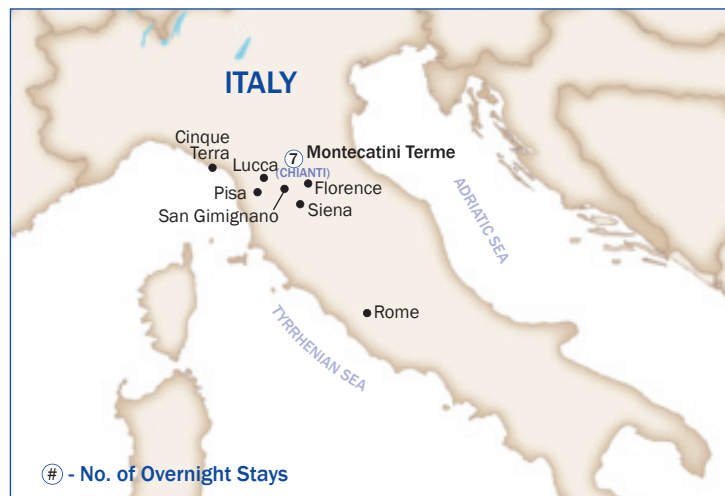 ITALY
Cinque
Terra
7 Montecatini Terme
Lucca
(CHIANTI)
Pisa
Florence
San Gimignano
Siena
ADRIATIC SEA
Rome
TYRRHENIAN SEA
# - No. of Overnight Stays